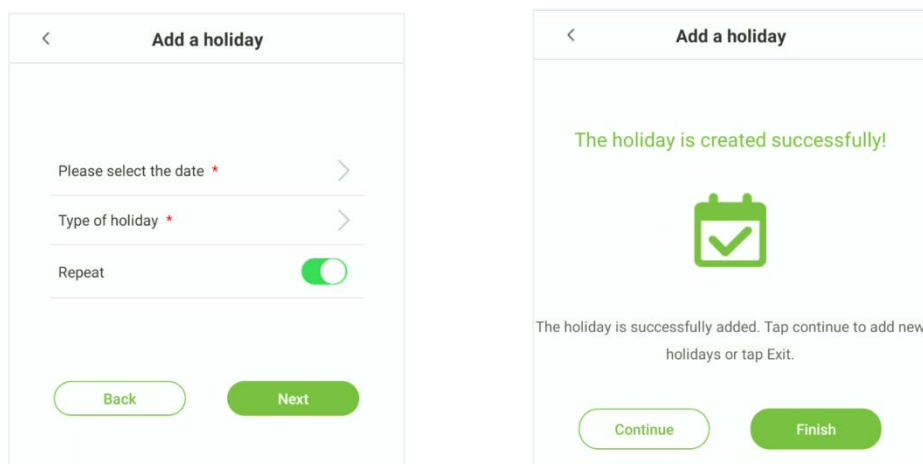 Add a holiday
Please select the date *
Type of holiday *
Repeat
Back
Next
Add a holiday
The holiday is created successfully!
The holiday is successfully added. Tap continue to add new
holidays or tap Exit.
Continue
Finish